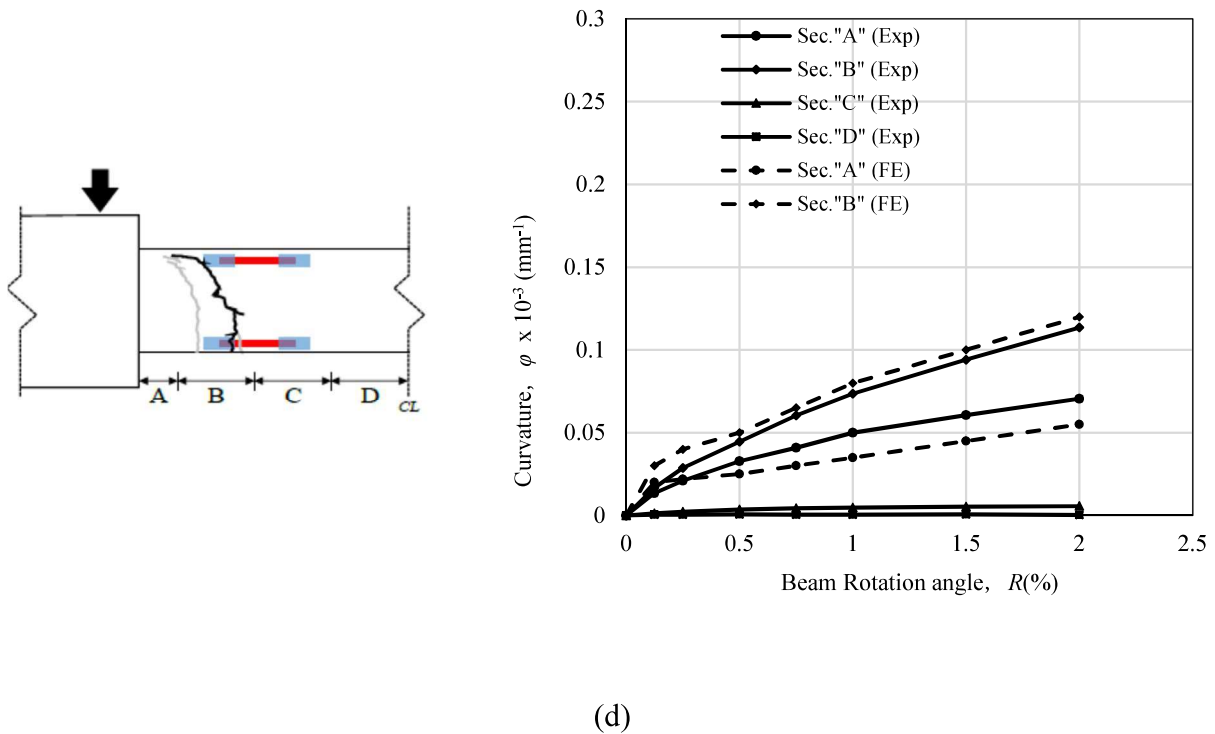 A B C D
CL
0.3
0.25
0.2
0.15
0.1
0.05
0
Curvature, φ x 10⁻³ (mm⁻¹)
Sec."A" (Exp)
Sec."B" (Exp)
Sec."C" (Exp)
Sec."D" (Exp)
Sec."A" (FE)
Sec."B" (FE)
0 0.5 1 1.5 2 2.5
Beam Rotation angle, R(%)
(d)